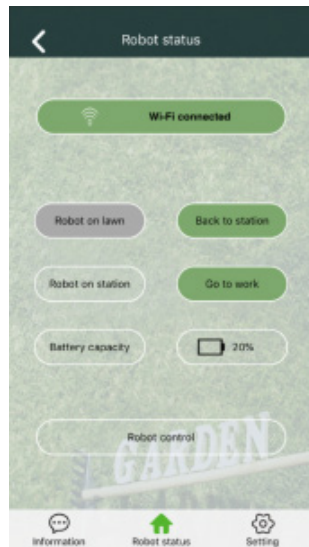 Robot status
Wi-Fi connected
Robot on lawn Back to station
Robot on station Go to work
Battery capacity 20%
Robot control
GARDEN
Information Robot status Setting